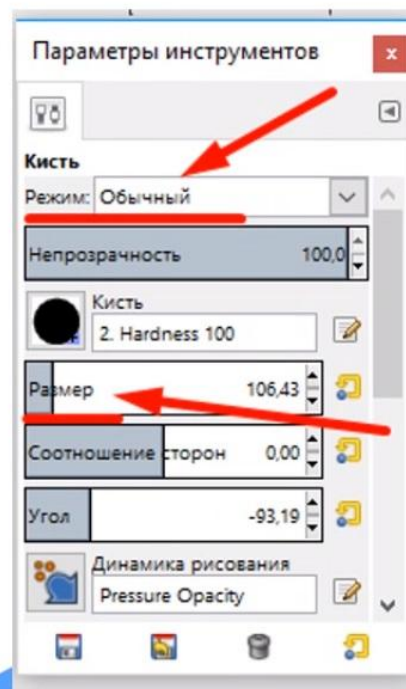 Параметры инструментов
x
Кисть
Режим: Обычный
Непрозрачность 100,0
Кисть
2. Hardness 100
Размер 106,43
Соотношение сторон 0,00
Угол -93,19
Динамика рисования
Pressure Opacity